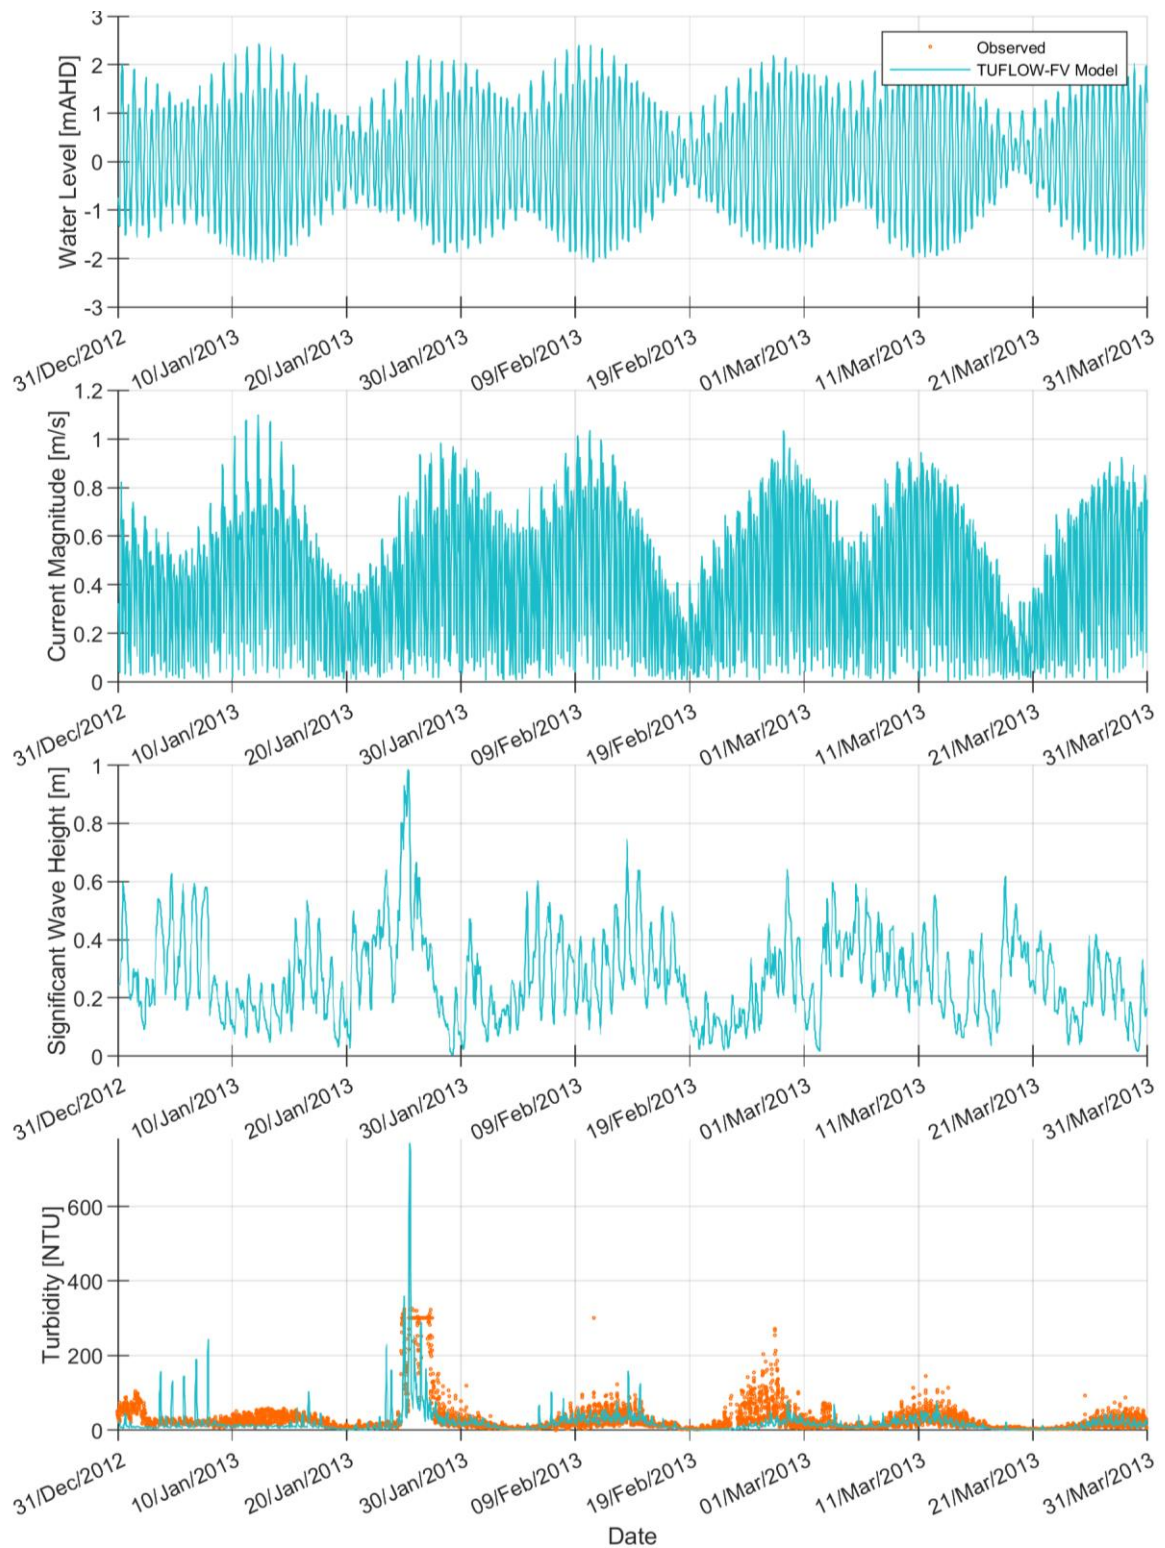 3
2
1
0
-1
-2
-3
Water Level [mAHD]
Observed
TUFLOW-FV Model
31/Dec/2012
10/Jan/2013
20/Jan/2013
30/Jan/2013
09/Feb/2013
19/Feb/2013
01/Mar/2013
11/Mar/2013
21/Mar/2013
31/Mar/2013
1.2
1
0.8
0.6
0.4
0.2
0
Current Magnitude [m/s]
31/Dec/2012
10/Jan/2013
20/Jan/2013
30/Jan/2013
09/Feb/2013
19/Feb/2013
01/Mar/2013
11/Mar/2013
21/Mar/2013
31/Mar/2013
1
0.8
0.6
0.4
0.2
0
Significant Wave Height [m]
31/Dec/2012
10/Jan/2013
20/Jan/2013
30/Jan/2013
09/Feb/2013
19/Feb/2013
01/Mar/2013
11/Mar/2013
21/Mar/2013
31/Mar/2013
600
400
200
0
Turbidity [NTU]
31/Dec/2012
10/Jan/2013
20/Jan/2013
30/Jan/2013
09/Feb/2013
19/Feb/2013
01/Mar/2013
11/Mar/2013
21/Mar/2013
31/Mar/2013
Date